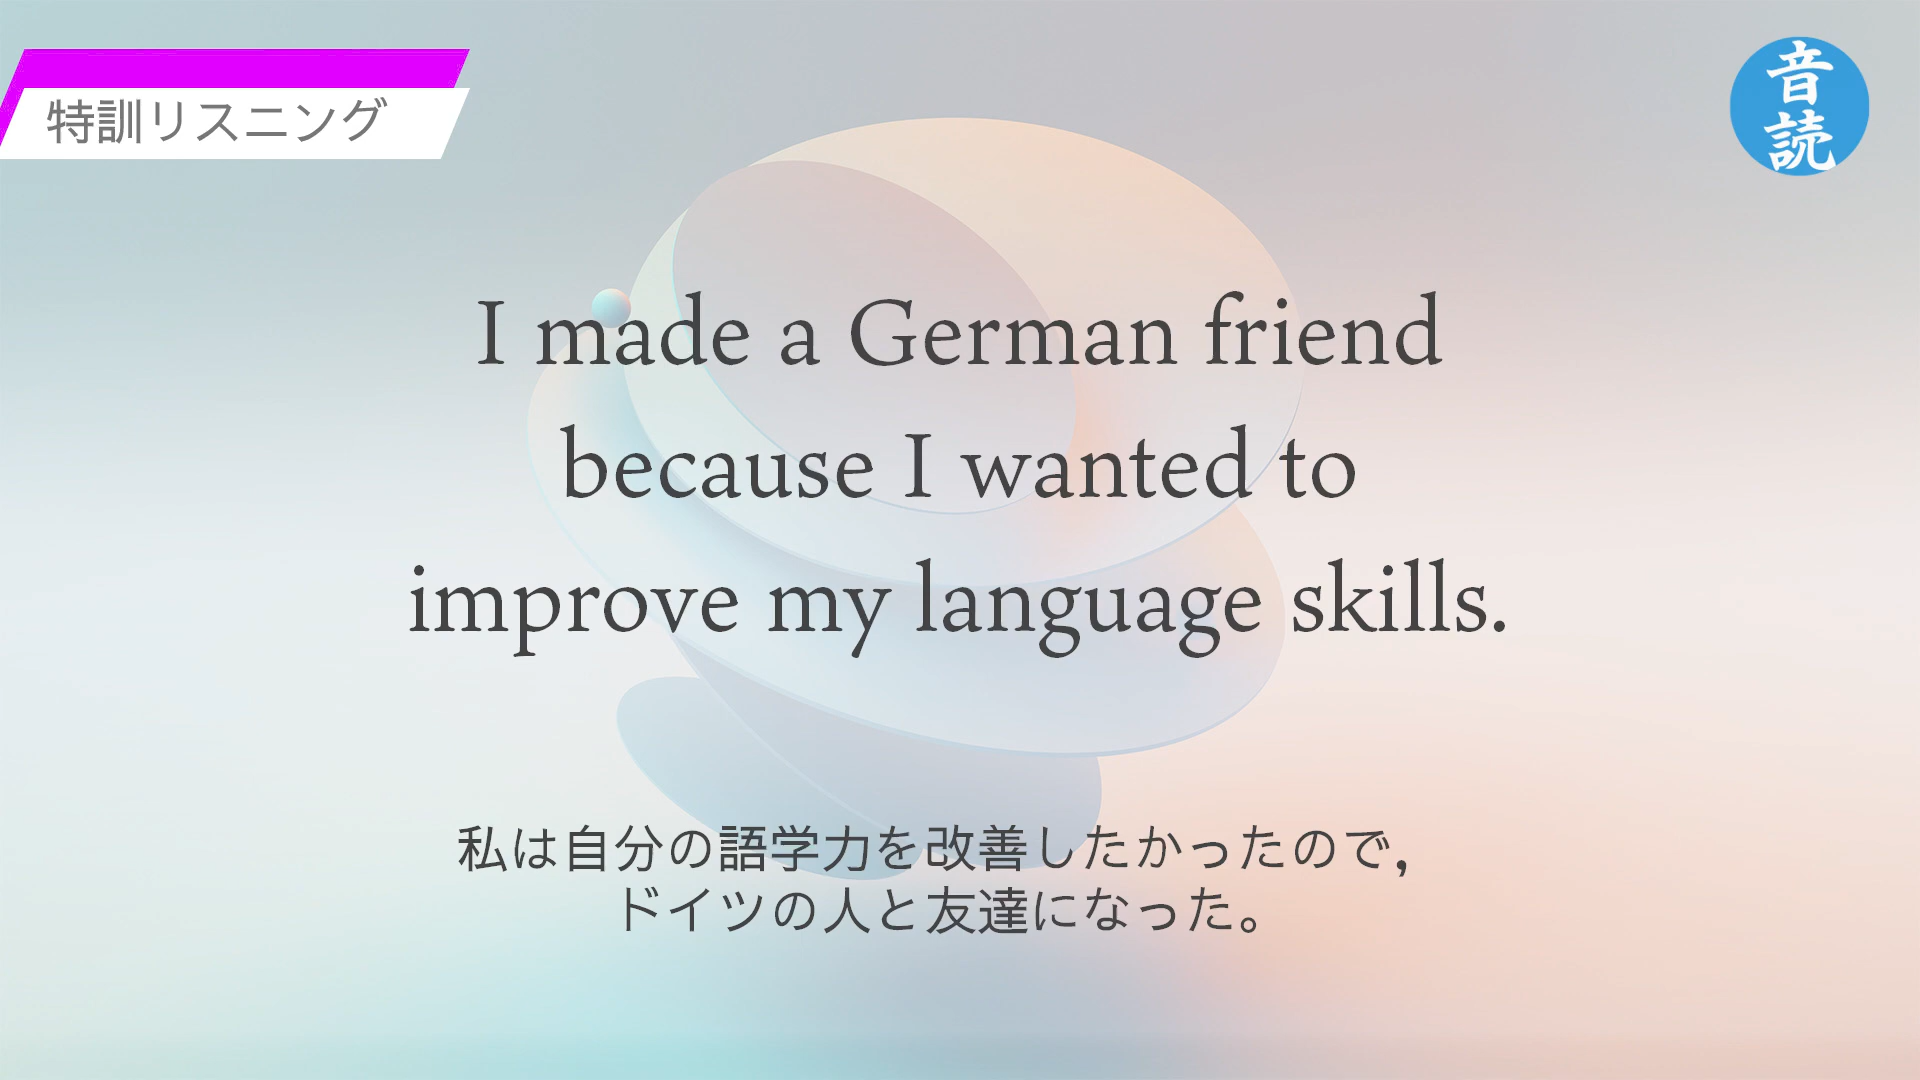 特訓リスニング
音
読
I made a German friend
because I wanted to
improve my language skills.
私は自分の語学力を改善したかったので,
ドイツの人と友達になった。